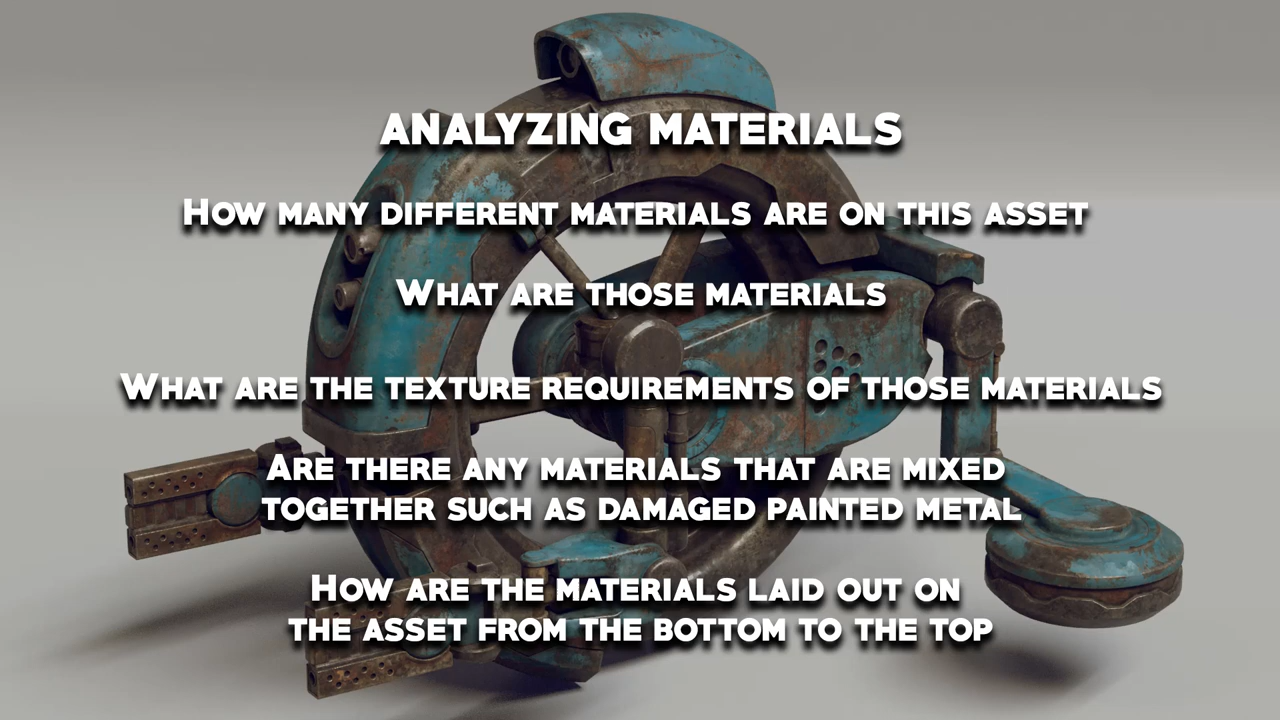 ANALYZING MATERIALS
HOW MANY DIFFERENT MATERIALS ARE ON THIS ASSET
WHAT ARE THOSE MATERIALS
WHAT ARE THE TEXTURE REQUIREMENTS OF THOSE MATERIALS
ARE THERE ANY MATERIALS THAT ARE MIXED
TOGETHER SUCH AS DAMAGED PAINTED METAL
HOW ARE THE MATERIALS LAID OUT ON
THE ASSET FROM THE BOTTOM TO THE TOP